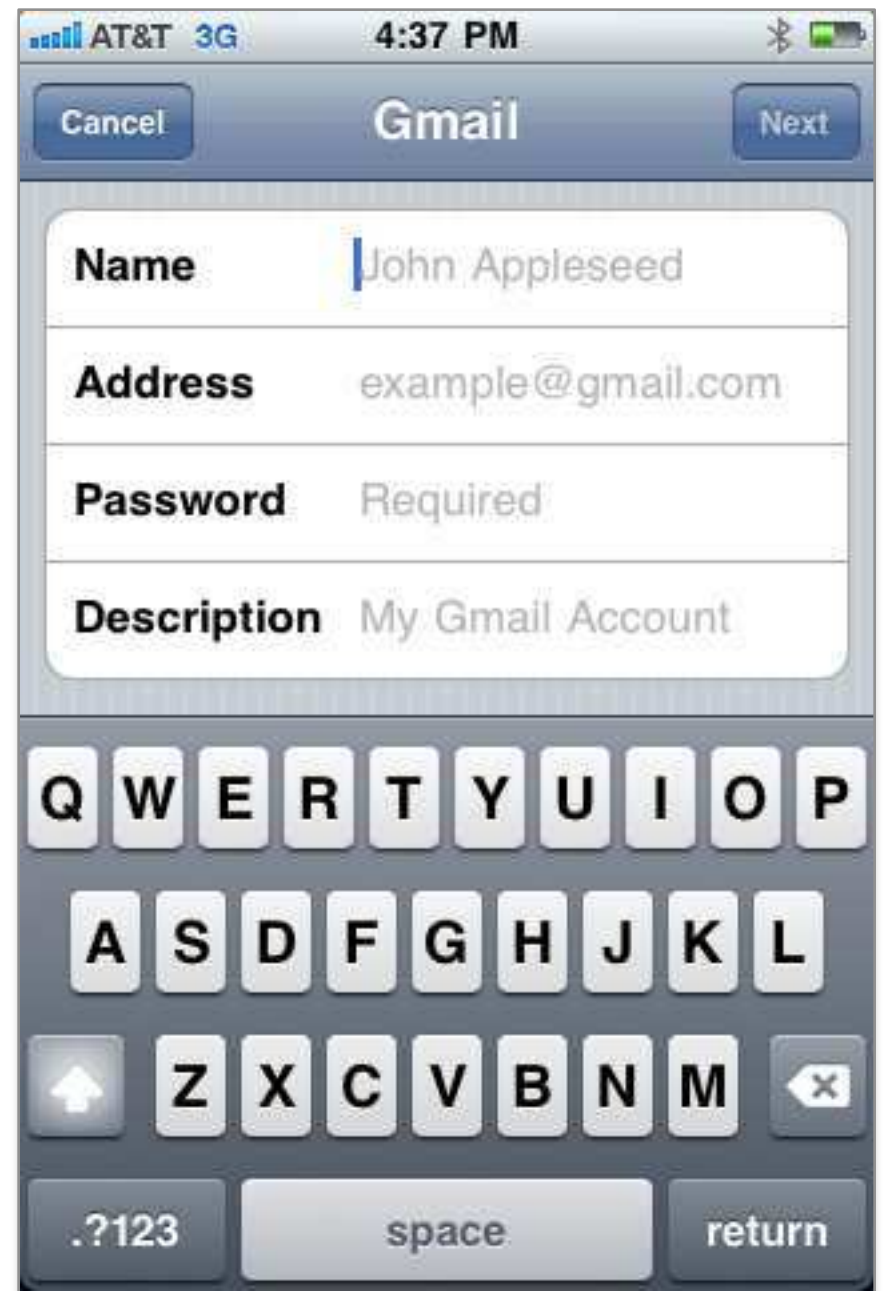 AT&T 3G 4:37 PM
Cancel Gmail Next
Name John Appleseed
Address example@gmail.com
Password Required
Description My Gmail Account
Q W E R T Y U I O P
A S D F G H J K L
Z X C V B N M
.?123 space return